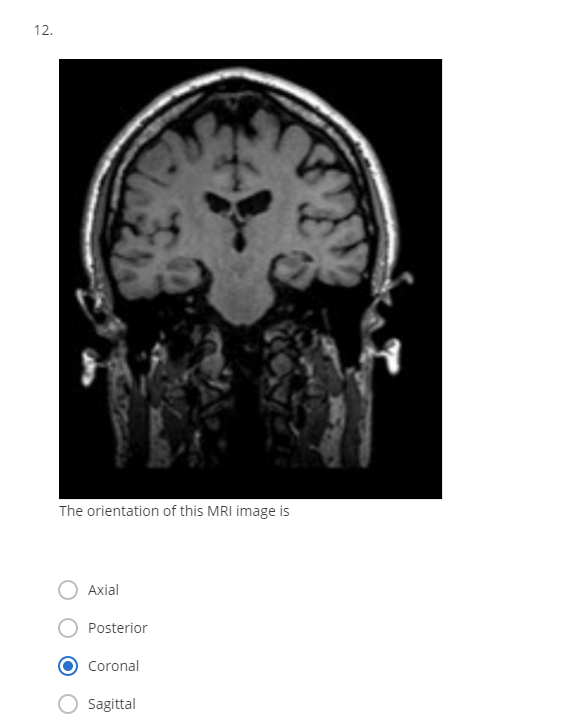 12.
The orientation of this MRI image is
Axial
Posterior
Coronal
Sagittal